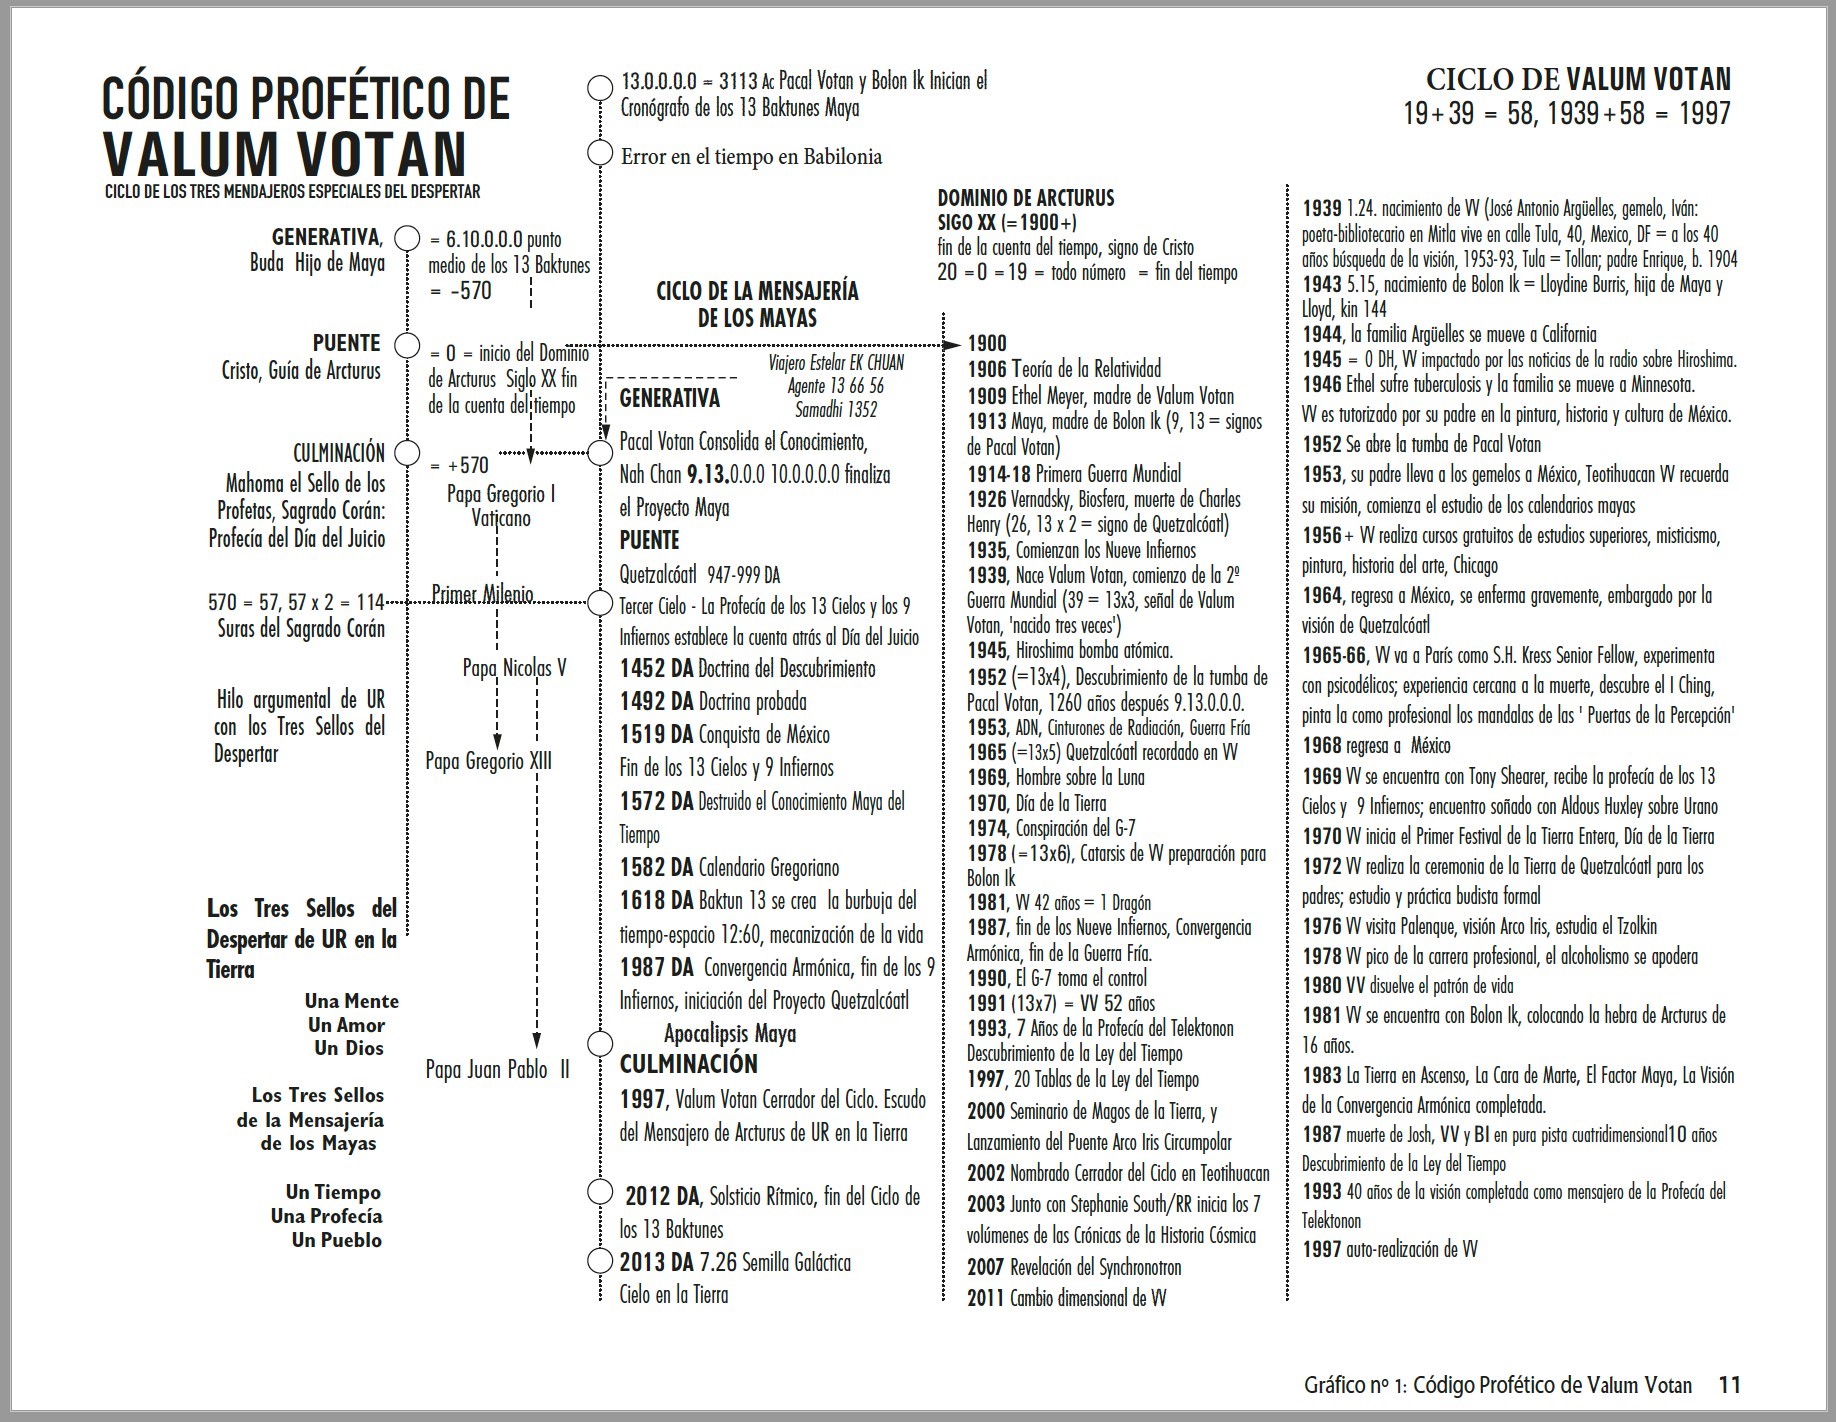 CÓDIGO PROFÉTICO DE
VALUM VOTAN
CICLO DE LOS TRES MENDAJEROS ESPECIALES DEL DESPERTAR
GENERATIVA,
Buda Hijo de Maya
= 6.10.0.0.0 punto
medio de los 13 Baktunes
= -570
PUENTE
Cristo, Guía de Arcturus
= 0 = inicio del Dominio
de Arcturus Siglo XX fin
de la cuenta del tiempo
CULMINACIÓN
Mahoma el Sello de los
Profetas, Sagrado Corán:
Profecía del Día del Juicio
= +570
Papa Gregorio I
Vaticano
Primer Milenio
570 = 57, 57 x 2 = 114
Suras del Sagrado Corán
Papa Nicolas V
Hilo argumental de UR
con los Tres Sellos del
Despertar
Papa Gregorio XIII
Los Tres Sellos del
Despertar de UR en la
Tierra
Una Mente
Un Amor
Un Dios
Papa Juan Pablo II
Los Tres Sellos
de la Mensajería
de los Mayas
Un Tiempo
Una Profecía
Un Pueblo
13.0.0.0.0 = 3113 Ac Pacal Votan y Bolon Ik Inician el
Cronógrafo de los 13 Baktunes Maya
Error en el tiempo en Babilonia
CICLO DE LA MENSAJERÍA
DE LOS MAYAS
Viajero Estelar EK CHUAN
Agente 13 66 56
Samadhi 1352
GENERATIVA
Pacal Votan Consolida el Conocimiento,
Nah Chan 9.13.0.0.0 10.0.0.0.0 finaliza
el Proyecto Maya
PUENTE
Quetzalcóatl 947-999 DA
Tercer Cielo - La Profecía de los 13 Cielos y los 9
Infiernos establece la cuenta atrás al Día del Juicio
1452 DA Doctrina del Descubrimiento
1492 DA Doctrina probada
1519 DA Conquista de México
Fin de los 13 Cielos y 9 Infiernos
1572 DA Destruido el Conocimiento Maya del
Tiempo
1582 DA Calendario Gregoriano
1618 DA Baktun 13 se crea la burbuja del
tiempo-espacio 12:60, mecanización de la vida
1987 DA Convergencia Armónica, fin de los 9
Infiernos, iniciación del Proyecto Quetzalcóatl
Apocalipsis Maya
CULMINACIÓN
1997, Valum Votan Cerrador del Ciclo. Escudo
del Mensajero de Arcturus de UR en la Tierra
2012 DA, Solsticio Rítmico, fin del Ciclo de
los 13 Baktunes
2013 DA 7.26 Semilla Galáctica
Cielo en la Tierra
DOMINIO DE ARCTURUS
SIGO XX (=1900+)
fin de la cuenta del tiempo, signo de Cristo
20 =0 =19 = todo número = fin del tiempo
1900
1906 Teoría de la Relatividad
1909 Ethel Meyer, madre de Valum Votan
1913 Maya, madre de Bolon Ik (9, 13 = signos
de Pacal Votan)
1914-18 Primera Guerra Mundial
1926 Vernadsky, Biosfera, muerte de Charles
Henry (26, 13 x 2 = signo de Quetzalcóatl)
1935, Comienzan los Nueve Infiernos
1939, Nace Valum Votan, comienzo de la 2º
Guerra Mundial (39 = 13x3, señal de Valum
Votan, 'nacido tres veces')
1945, Hiroshima bomba atómica.
1952 (=13x4), Descubrimiento de la tumba de
Pacal Votan, 1260 años después 9.13.0.0.0.
1953, ADN, Cinturones de Radiación, Guerra Fría
1965 (=13x5) Quetzalcóatl recordado en VV
1969, Hombre sobre la Luna
1970, Día de la Tierra
1974, Conspiración del G-7
1978 (=13x6), Catarsis de VV preparación para
Bolon Ik
1981, VV 42 años = 1 Dragón
1987, fin de los Nueve Infiernos, Convergencia
Armónica, fin de la Guerra Fría.
1990, El G-7 toma el control
1991 (13x7) = VV 52 años
1993, 7 Años de la Profecía del Telektonon
Descubrimiento de la Ley del Tiempo
1997, 20 Tablas de la Ley del Tiempo
2000 Seminario de Magos de la Tierra, y
Lanzamiento del Puente Arco Iris Circumpolar
2002 Nombrado Cerrador del Ciclo en Teotihuacan
2003 Junto con Stephanie South/RR inicia los 7
volúmenes de las Crónicas de la Historia Cósmica
2007 Revelación del Synchronotron
2011 Cambio dimensional de VV
CICLO DE VALUM VOTAN
19+39 = 58, 1939+58 = 1997
1939 1.24. nacimiento de VV (José Antonio Argüelles, gemelo, Iván:
poeta-bibliotecario en Mitla vive en calle Tula, 40, Mexico, DF = a los 40
años búsqueda de la visión, 1953-93, Tula = Tollan; padre Enrique, b. 1904
1943 5.15, nacimiento de Bolon Ik = Lloydine Burris, hija de Maya y
Lloyd, kin 144
1944, la familia Argüelles se mueve a California
1945 = 0 DH, VV impactado por las noticias de la radio sobre Hiroshima.
1946 Ethel sufre tuberculosis y la familia se mueve a Minnesota.
VV es tutorizado por su padre en la pintura, historia y cultura de México.
1952 Se abre la tumba de Pacal Votan
1953, su padre lleva a los gemelos a México, Teotihuacan VV recuerda
su misión, comienza el estudio de los calendarios mayas
1956+ VV realiza cursos gratuitos de estudios superiores, misticismo,
pintura, historia del arte, Chicago
1964, regresa a México, se enferma gravemente, embargado por la
visión de Quetzalcóatl
1965-66, VV va a París como S.H. Kress Senior Fellow, experimenta
con psicodélicos; experiencia cercana a la muerte, descubre el I Ching,
pinta la como profesional los mandalas de las ' Puertas de la Percepción'
1968 regresa a México
1969 VV se encuentra con Tony Shearer, recibe la profecía de los 13
Cielos y 9 Infiernos; encuentro soñado con Aldous Huxley sobre Urano
1970 VV inicia el Primer Festival de la Tierra Entera, Día de la Tierra
1972 VV realiza la ceremonia de la Tierra de Quetzalcóatl para los
padres; estudio y práctica budista formal
1976 VV visita Palenque, visión Arco Iris, estudia el Tzolkin
1978 VV pico de la carrera profesional, el alcoholismo se apodera
1980 VV disuelve el patrón de vida
1981 VV se encuentra con Bolon Ik, colocando la hebra de Arcturus de
16 años.
1983 La Tierra en Ascenso, La Cara de Marte, El Factor Maya, La Visión
de la Convergencia Armónica completada.
1987 muerte de Josh, VV y BI en pura pista cuatridimensional10 años
Descubrimiento de la Ley del Tiempo
1993 40 años de la visión completada como mensajero de la Profecía del
Telektonon
1997 auto-realización de VV
Gráfico nº 1: Código Profético de Valum Votan 11